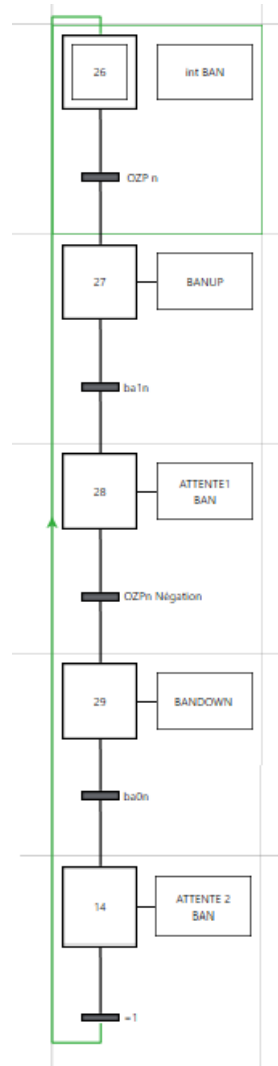 26
int BAN
OZP n
27
BANUP
ba1n
28
ATTENTE1
BAN
OZPn Négation
29
BANDOWN
ba0n
14
ATTENTE 2
BAN
=1